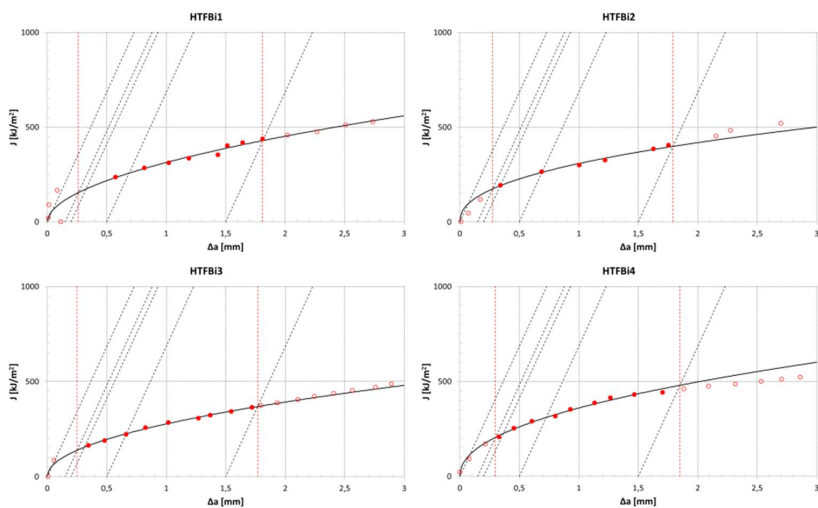 HTFBi1
1000
500
0
J [kJ/m²]
0 0,5 1 1,5 2 2,5 3
Δa [mm]
HTFBi2
1000
500
0
J [kJ/m²]
0 0,5 1 1,5 2 2,5 3
Δa [mm]
HTFBi3
1000
500
0
J [kJ/m²]
0 0,5 1 1,5 2 2,5 3
Δa [mm]
HTFBi4
1000
500
0
J [kJ/m²]
0 0,5 1 1,5 2 2,5 3
Δa [mm]